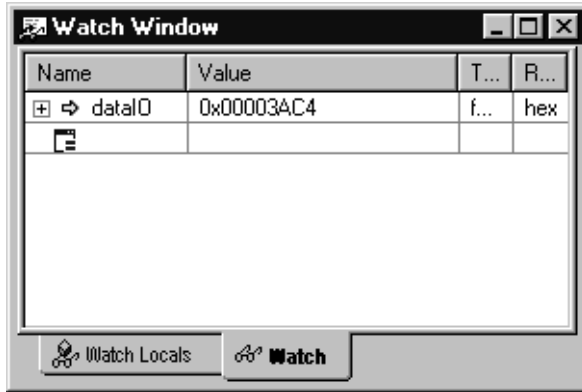 Watch Window
Name Value T... R...
dataIO 0x00003AC4 f... hex
Watch Locals Watch